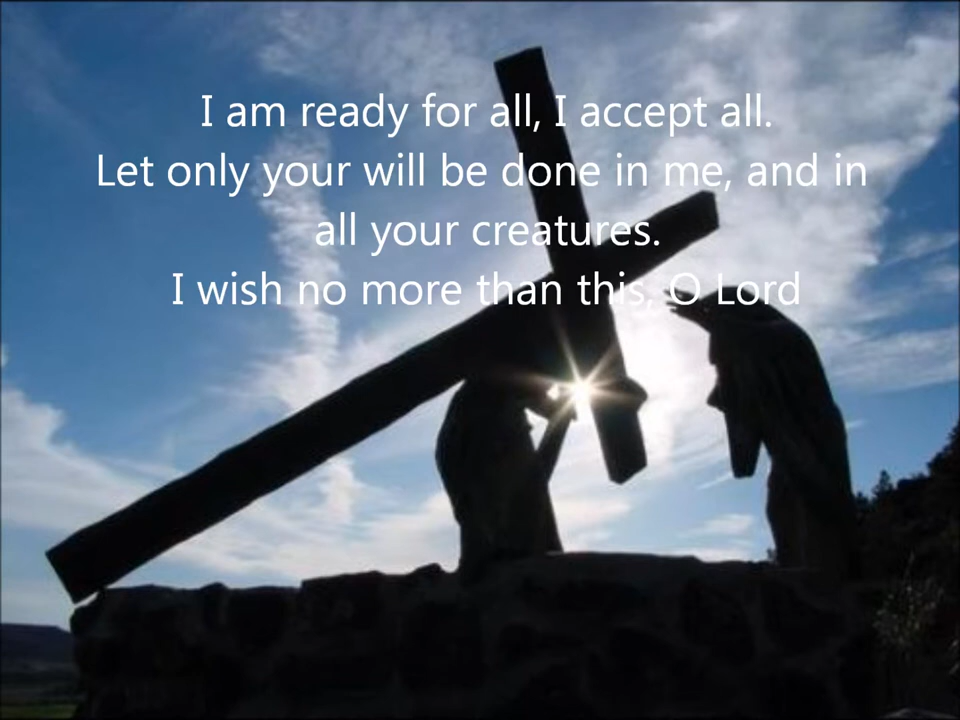 I am ready for all, I accept all.
Let only your will be done in me, and in
all your creatures.
I wish no more than this, O Lord